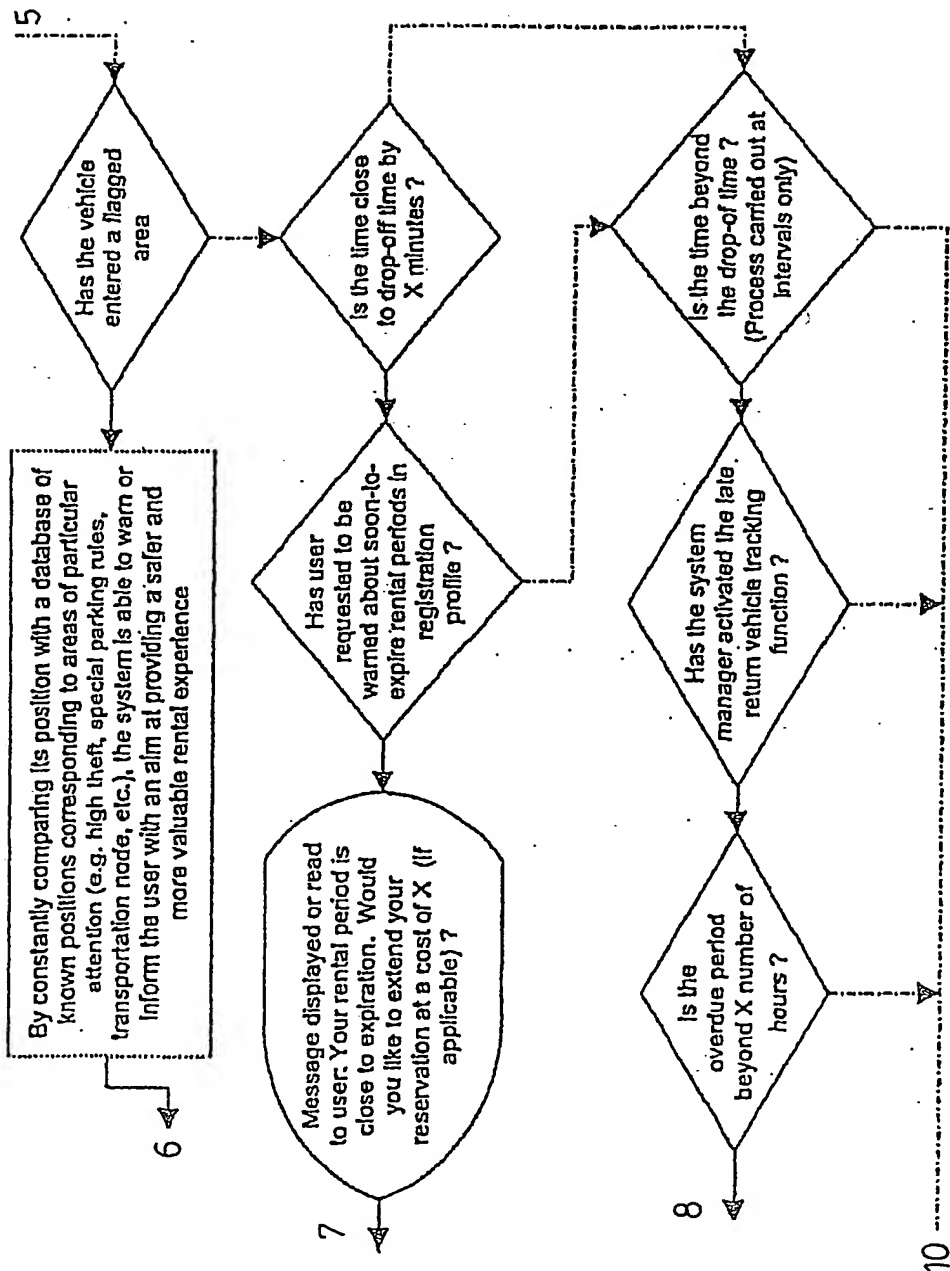 5
Has the vehicle
entered a flagged
area
By constantly comparing its position with a database of
known positions corresponding to areas of particular
attention (e.g. high theft, special parking rules,
transportation node, etc.), the system is able to warn or
inform the user with an aim at providing a safer and
more valuable rental experience
6
Is the time close
to drop-off time by
X minutes ?
Has user
requested to be
warned about soon-to-
expire rental periods in
registration
profile ?
Message displayed or read
to user: Your rental period is
close to expiration. Would
you like to extend your
reservation at a cost of X (if
applicable) ?
7
Is the time beyond
the drop-of time ?
(Process carried out at
intervals only)
Has the system
manager activated the late
return vehicle tracking
function ?
Is the
overdue period
beyond X number of
hours ?
8
10